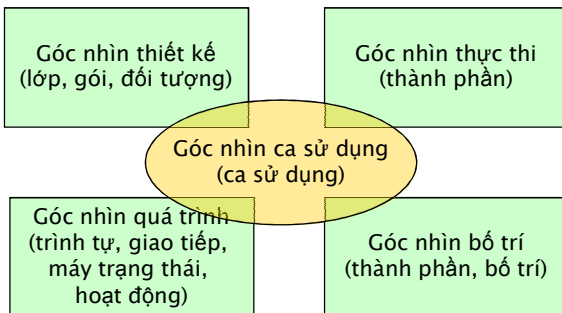 Góc nhìn thiết kế
(lớp, gói, đối tượng)
Góc nhìn thực thi
(thành phần)
Góc nhìn ca sử dụng
(ca sử dụng)
Góc nhìn quá trình
(trình tự, giao tiếp,
máy trạng thái,
hoạt động)
Góc nhìn bố trí
(thành phần, bố trí)